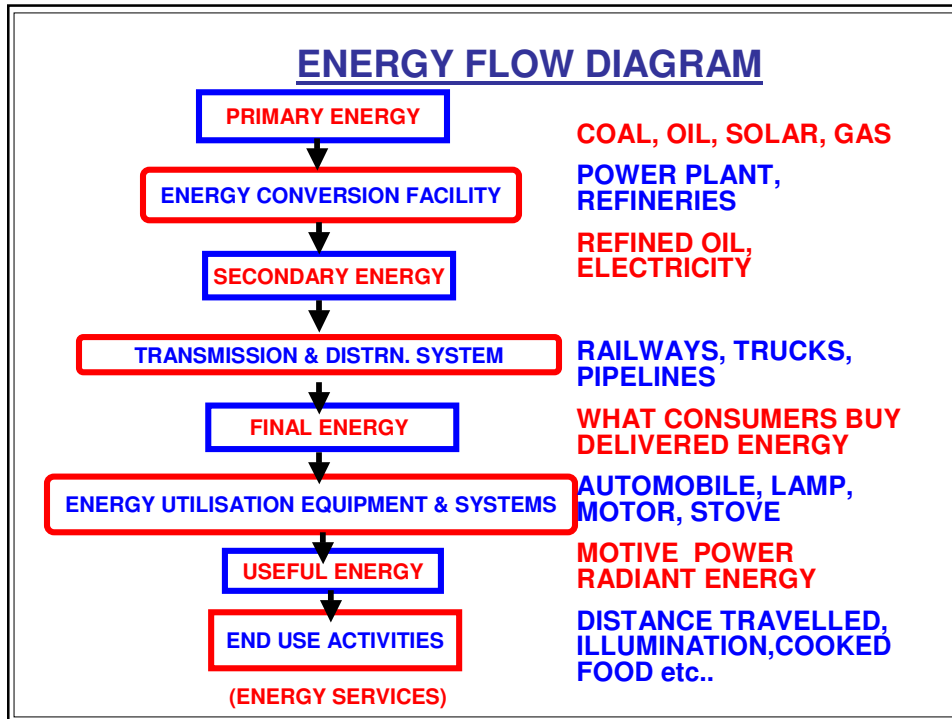 ENERGY FLOW DIAGRAM
PRIMARY ENERGY
COAL, OIL, SOLAR, GAS
ENERGY CONVERSION FACILITY
POWER PLANT,
REFINERIES
SECONDARY ENERGY
REFINED OIL,
ELECTRICITY
TRANSMISSION & DISTRN. SYSTEM
RAILWAYS, TRUCKS,
PIPELINES
FINAL ENERGY
WHAT CONSUMERS BUY
DELIVERED ENERGY
ENERGY UTILISATION EQUIPMENT & SYSTEMS
AUTOMOBILE, LAMP,
MOTOR, STOVE
USEFUL ENERGY
MOTIVE POWER
RADIANT ENERGY
END USE ACTIVITIES
DISTANCE TRAVELLED,
ILLUMINATION,COOKED
FOOD etc..
(ENERGY SERVICES)